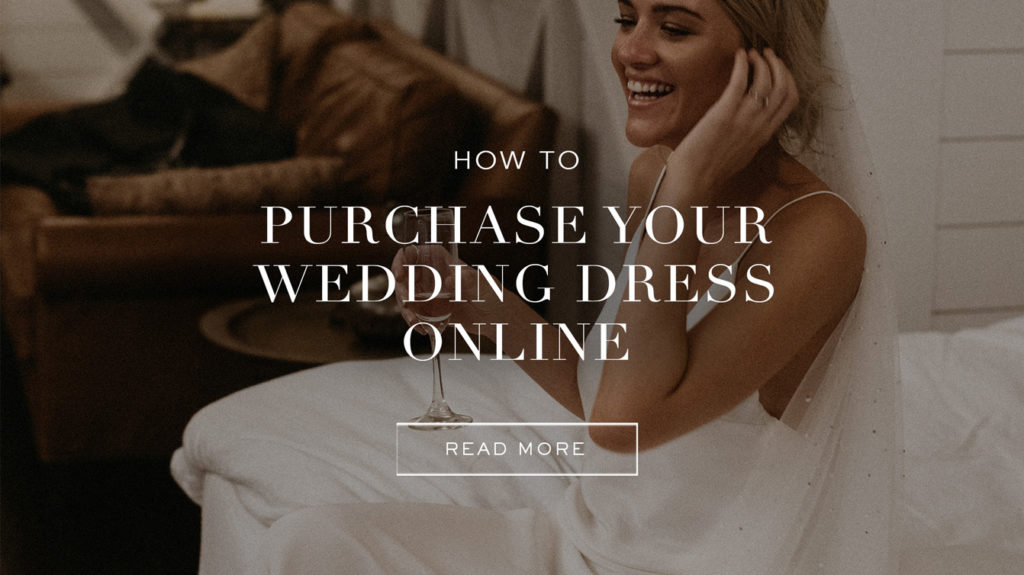 HOW TO
PURCHASE YOUR
WEDDING DRESS
ONLINE
READ MORE